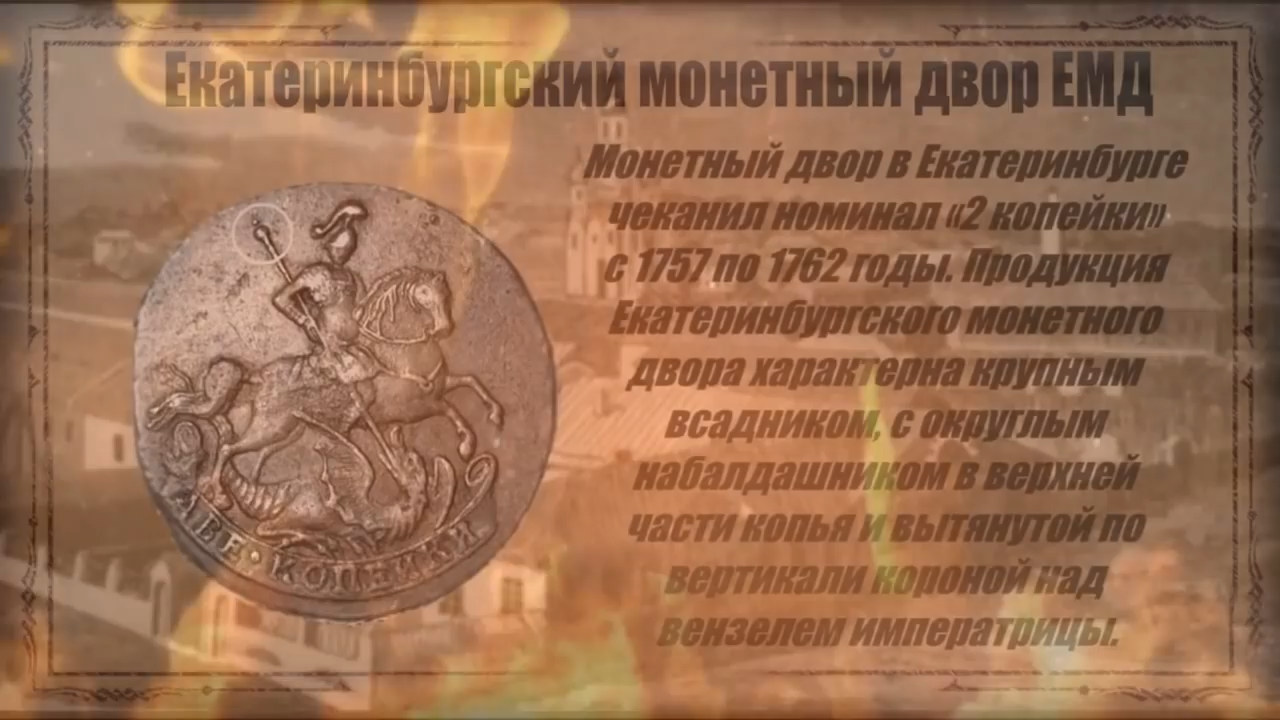 Екатеринбургский монетный двор ЕМД
Монетный двор в Екатеринбурге
чеканил номинал «2 копейки»
с 1757 по 1762 годы. Продукция
Екатеринбургского монетного
двора характерна крупным
всадником, с округлым
набалдашником в верхней
части копья и вытянутой по
вертикали короной над
вензелем императрицы.
ДВЕ · КОПЕИКИ